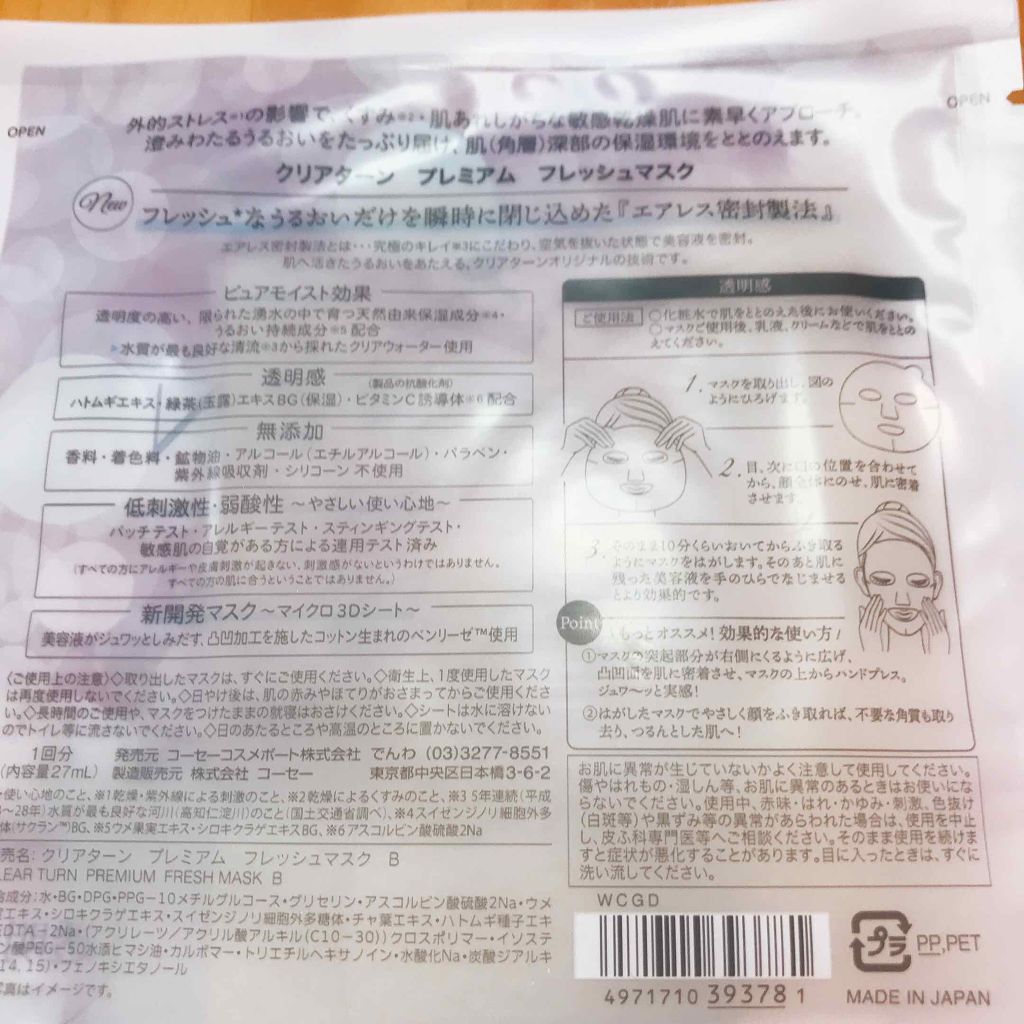 OPEN
OPEN
外的ストレス※1の影響で、くすみ※2・肌あれしがちな敏感乾燥肌に素早くアプローチ。
澄みわたるうるおいをたっぷり届け、肌(角層)深部の保湿環境をととのえます。
クリアターン プレミアム フレッシュマスク
New
フレッシュ*なうるおいだけを瞬時に閉じ込めた『エアレス密封製法』
エアレス密封製法とは・・・究極のキレイ※3にこだわり、空気を抜いた状態で美容液を密封。
肌へ活きたうるおいをあたえる、クリアターンオリジナルの技術です。
ピュアモイスト効果
透明度の高い、限られた湧水の中で育つ天然由来保湿成分※4・
うるおい持続成分※5 配合
水質が最も良好な清流※3から採れたクリアウォーター使用
透明感 (製品の抗酸化剤)
ハトムギエキス・緑茶(玉露)エキスBG(保湿)・ビタミンC誘導体※6 配合
無添加
香料・着色料・鉱物油・アルコール(エチルアルコール)・パラベン・
紫外線吸収剤・シリコーン 不使用
低刺激性・弱酸性 ～やさしい使い心地～
パッチテスト・アレルギーテスト・スティンギングテスト・
敏感肌の自覚がある方による連用テスト済み
(すべての方にアレルギーや皮膚刺激が起きない、刺激感がないというわけではありません。
すべての方の肌に合うということではありません。)
新開発マスク～マイクロ3Dシート～
美容液がジュワッとしみだす、凸凹加工を施したコットン生まれのベンリーゼ™使用
〈ご使用上の注意〉◇取り出したマスクは、すぐにご使用ください。◇衛生上、1度使用したマスク
は再度使用しないでください。◇日やけ後は、肌の赤みやほてりがおさまってからご使用くださ
い。◇長時間のご使用や、マスクをつけたままの就寝はおさけください。◇シートは水に溶けない
のでトイレ等に流さないでください。◇日のあたるところや高温のところに置かないでください。
1回分 発売元 コーセーコスメポート株式会社 でんわ (03)3277-8551
(内容量27mL) 製造販売元 株式会社 コーセー 東京都中央区日本橋3-6-2
使い心地のこと、※1乾燥・紫外線による刺激のこと、※2乾燥によるくすみのこと、※3 5年連続(平成
～28年)水質が最も良好な河川(高知仁淀川)のこと(国土交通省調べ)、※4スイゼンジノリ細胞外多
体(サクラン™)BG、※5ウメ果実エキス・シロキクラゲエキスBG、※6アスコルビン酸硫酸2Na
売名: クリアターン プレミアム フレッシュマスク B
LEAR TURN PREMIUM FRESH MASK B
成分:水・BG・DPG・PPG-10メチルグルコース・グリセリン・アスコルビン酸硫酸2Na・ウメ
エキス・シロキクラゲエキス・スイゼンジノリ細胞外多糖体・チャ葉エキス・ハトムギ種子エキ
EDTA-2Na・(アクリレーツ/アクリル酸アルキル(C10-30))クロスポリマー・イソステ
ン酸PEG-50水添ヒマシ油・カルボマー・トリエチルヘキサノイン・水酸化Na・炭酸ジアルキ
14,15)・フェノキシエタノール
写真はイメージです。
透明感
ご使用法
○化粧水で肌をととのえた後にお使いください。
○マスクご使用後、乳液、クリームなどで肌をととの
えてください。
1. マスクを取り出し、図の
ようにひろげます。
2. 目、次に口の位置を合わせて
から、顔全体にのせ、肌に密着
させます。
3. そのまま10分くらいおいてからふき取る
ようにマスクをはがします。そのあと肌に
残った美容液を手のひらでなじませる
とより効果的です。
Point
もっとオススメ! 効果的な使い方!
①マスクの突起部分が右側にくるように広げ、
凸凹面を肌に密着させ、マスクの上からハンドプレス。
ジュワ～ッと実感!
②はがしたマスクでやさしく顔をふき取れば、不要な角質も取り
去り、つるんとした肌へ!
お肌に異常が生じていないかよく注意して使用してください。
傷やはれもの・湿しん等、お肌に異常のあるときはお使いにな
らないでください。使用中、赤味・はれ・かゆみ・刺激、色抜け
(白斑等)や黒ずみ等の異常があらわれた場合は、使用を中止
し、皮ふ科専門医等へご相談ください。そのまま使用を続けま
すと症状が悪化することがあります。目に入ったときは、すぐに
洗い流してください。
WCGD
4971710 393781
プラ
PP,PET
MADE IN JAPAN